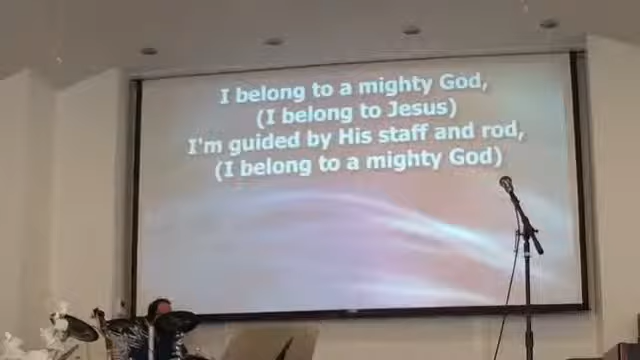 I belong to a mighty God,
(I belong to Jesus)
I'm guided by His staff and rod,
(I belong to a mighty God)